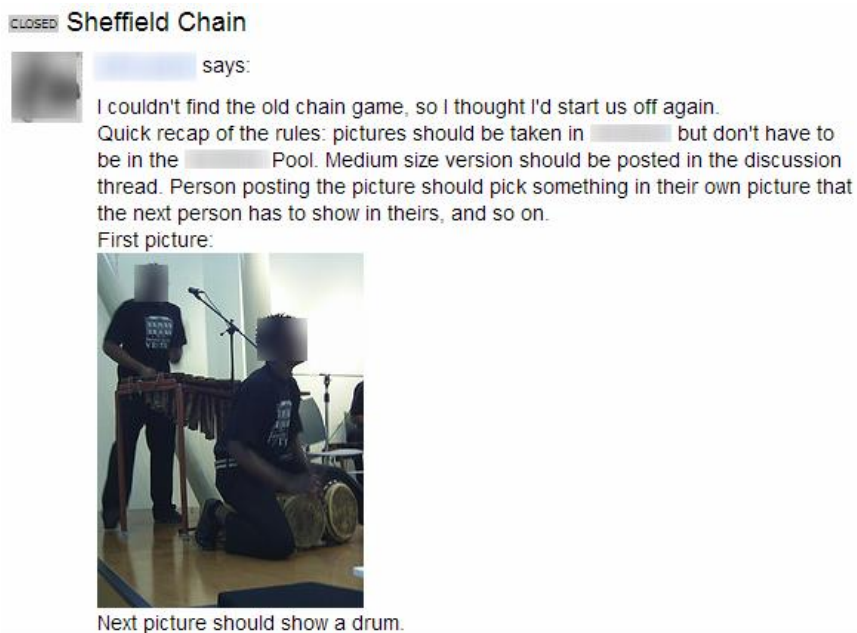 CLOSED Sheffield Chain
says:
I couldn't find the old chain game, so I thought I'd start us off again.
Quick recap of the rules: pictures should be taken in but don't have to
be in the Pool. Medium size version should be posted in the discussion
thread. Person posting the picture should pick something in their own picture that
the next person has to show in theirs, and so on.
First picture:
Next picture should show a drum.